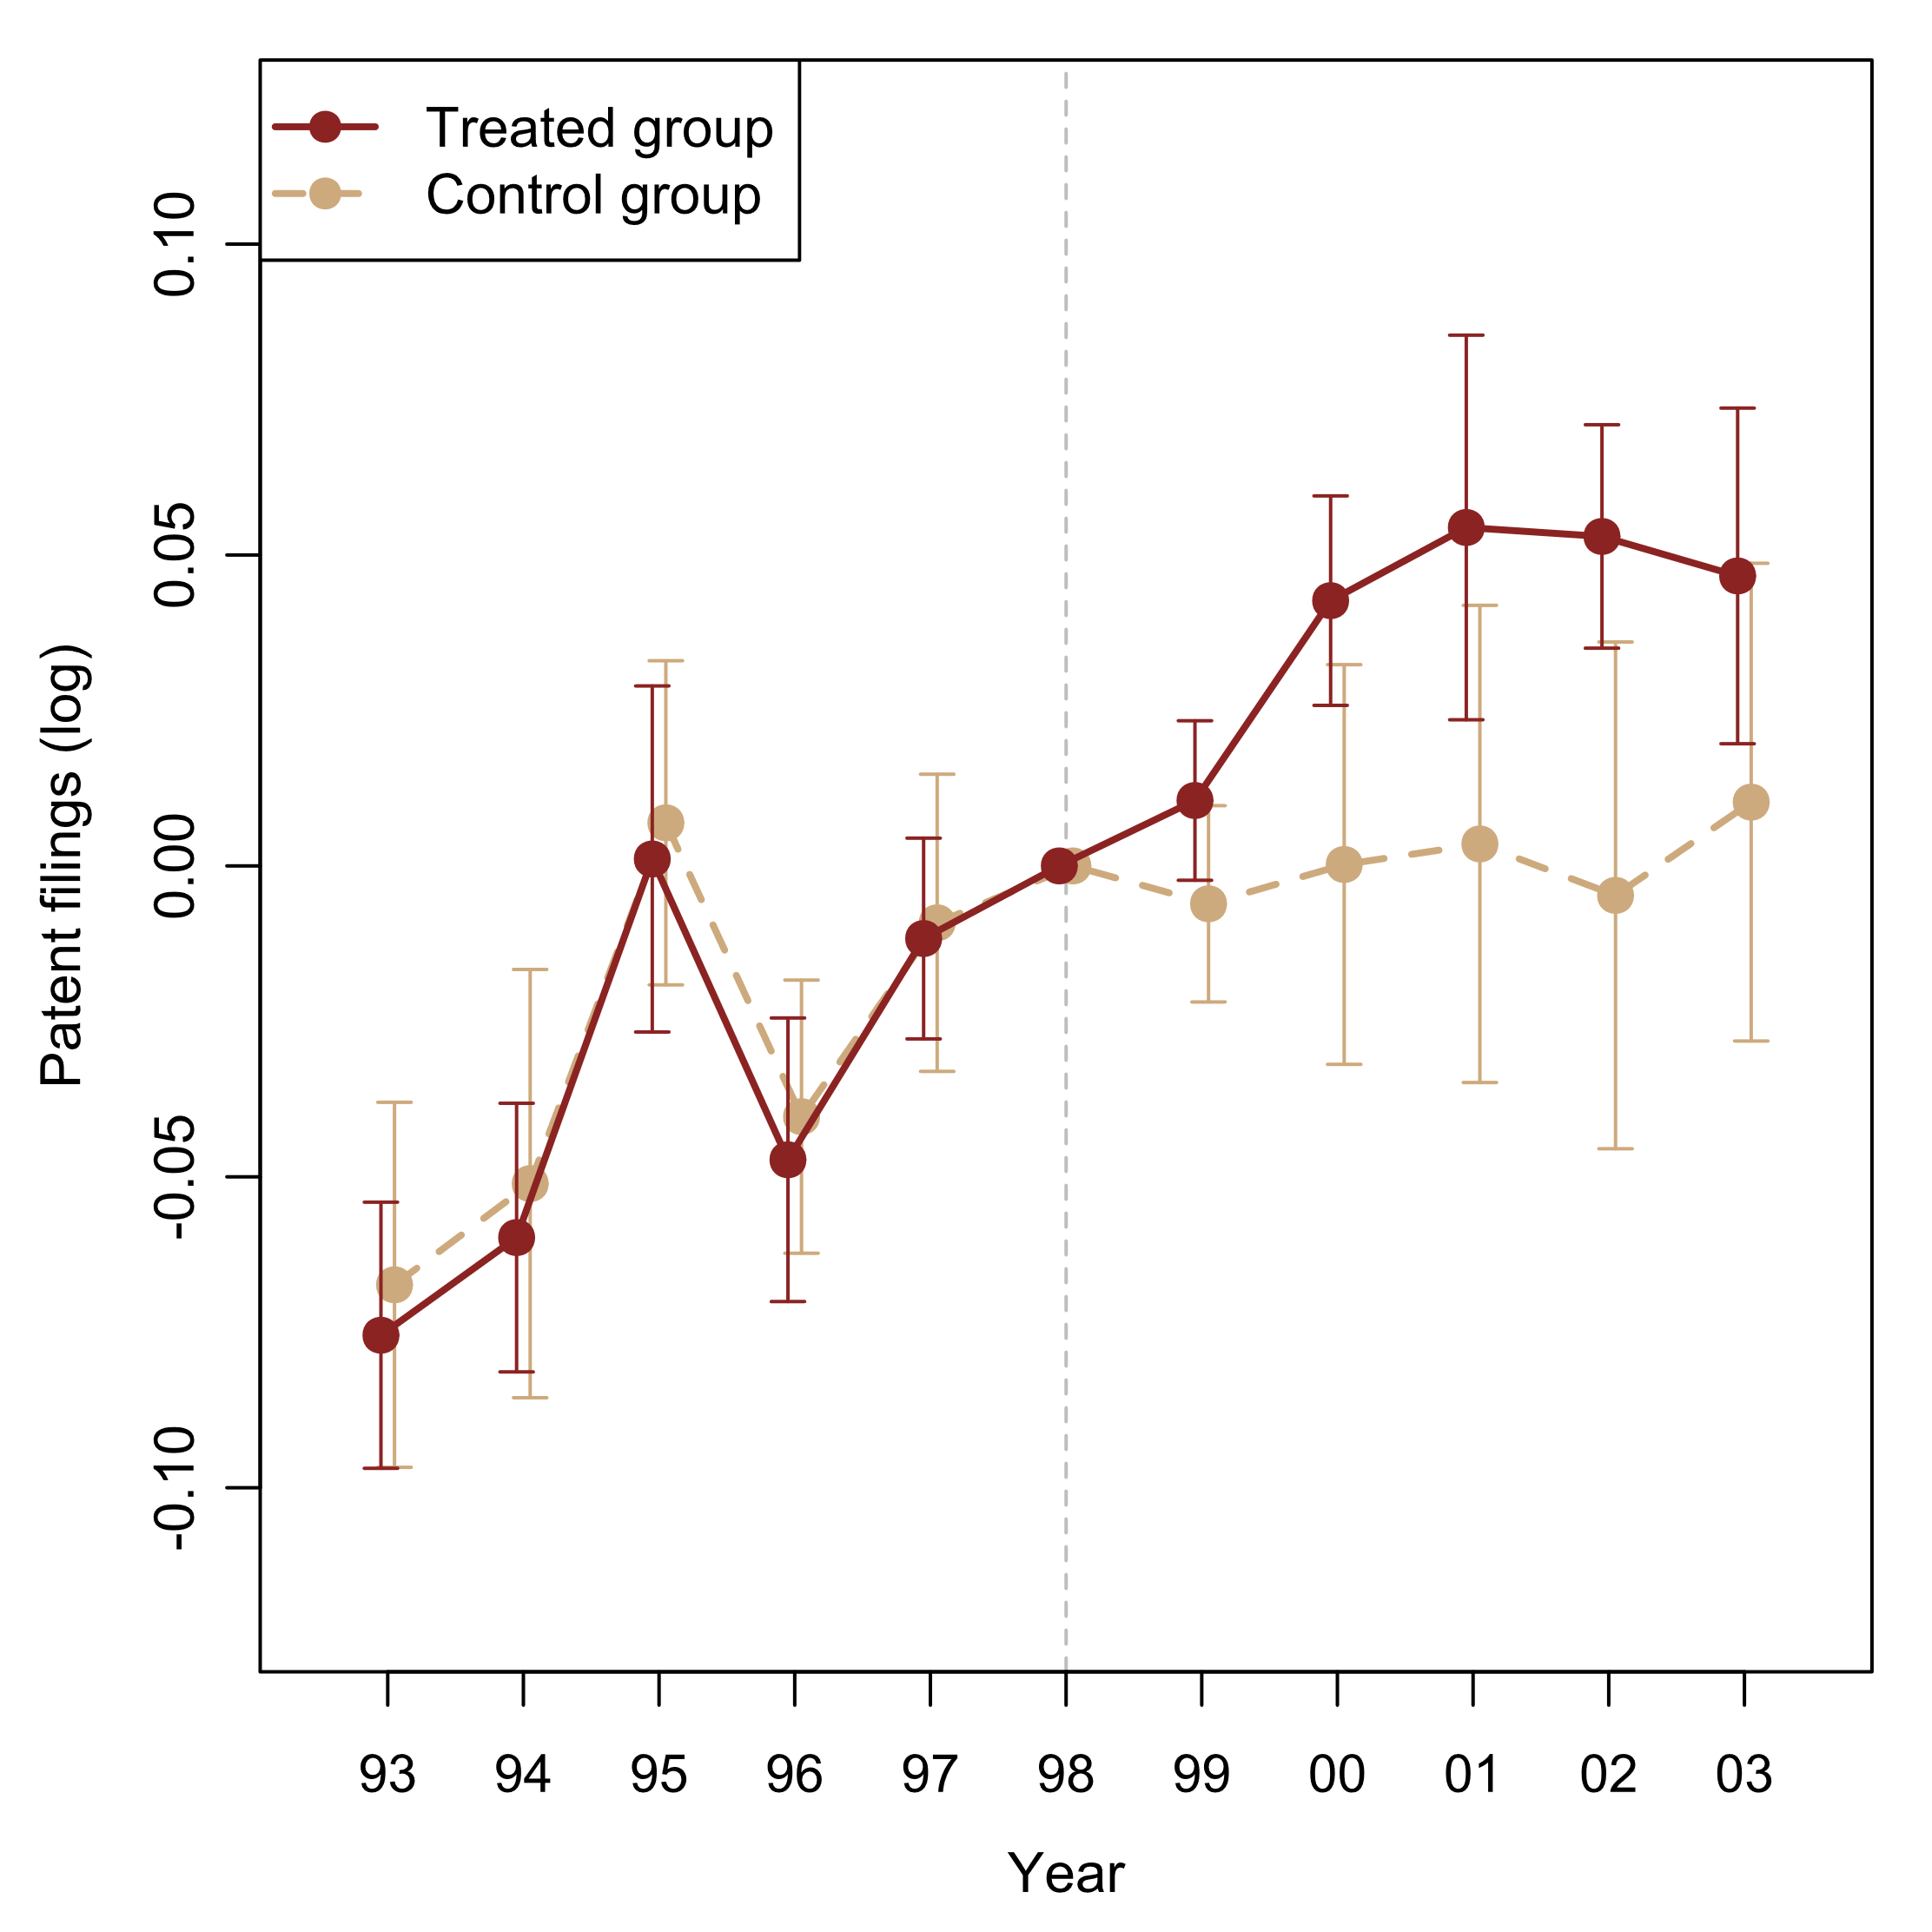 Treated group
Control group
Patent filings (log)
0.10
0.05
0.00
-0.05
-0.10
93 94 95 96 97 98 99 00 01 02 03
Year